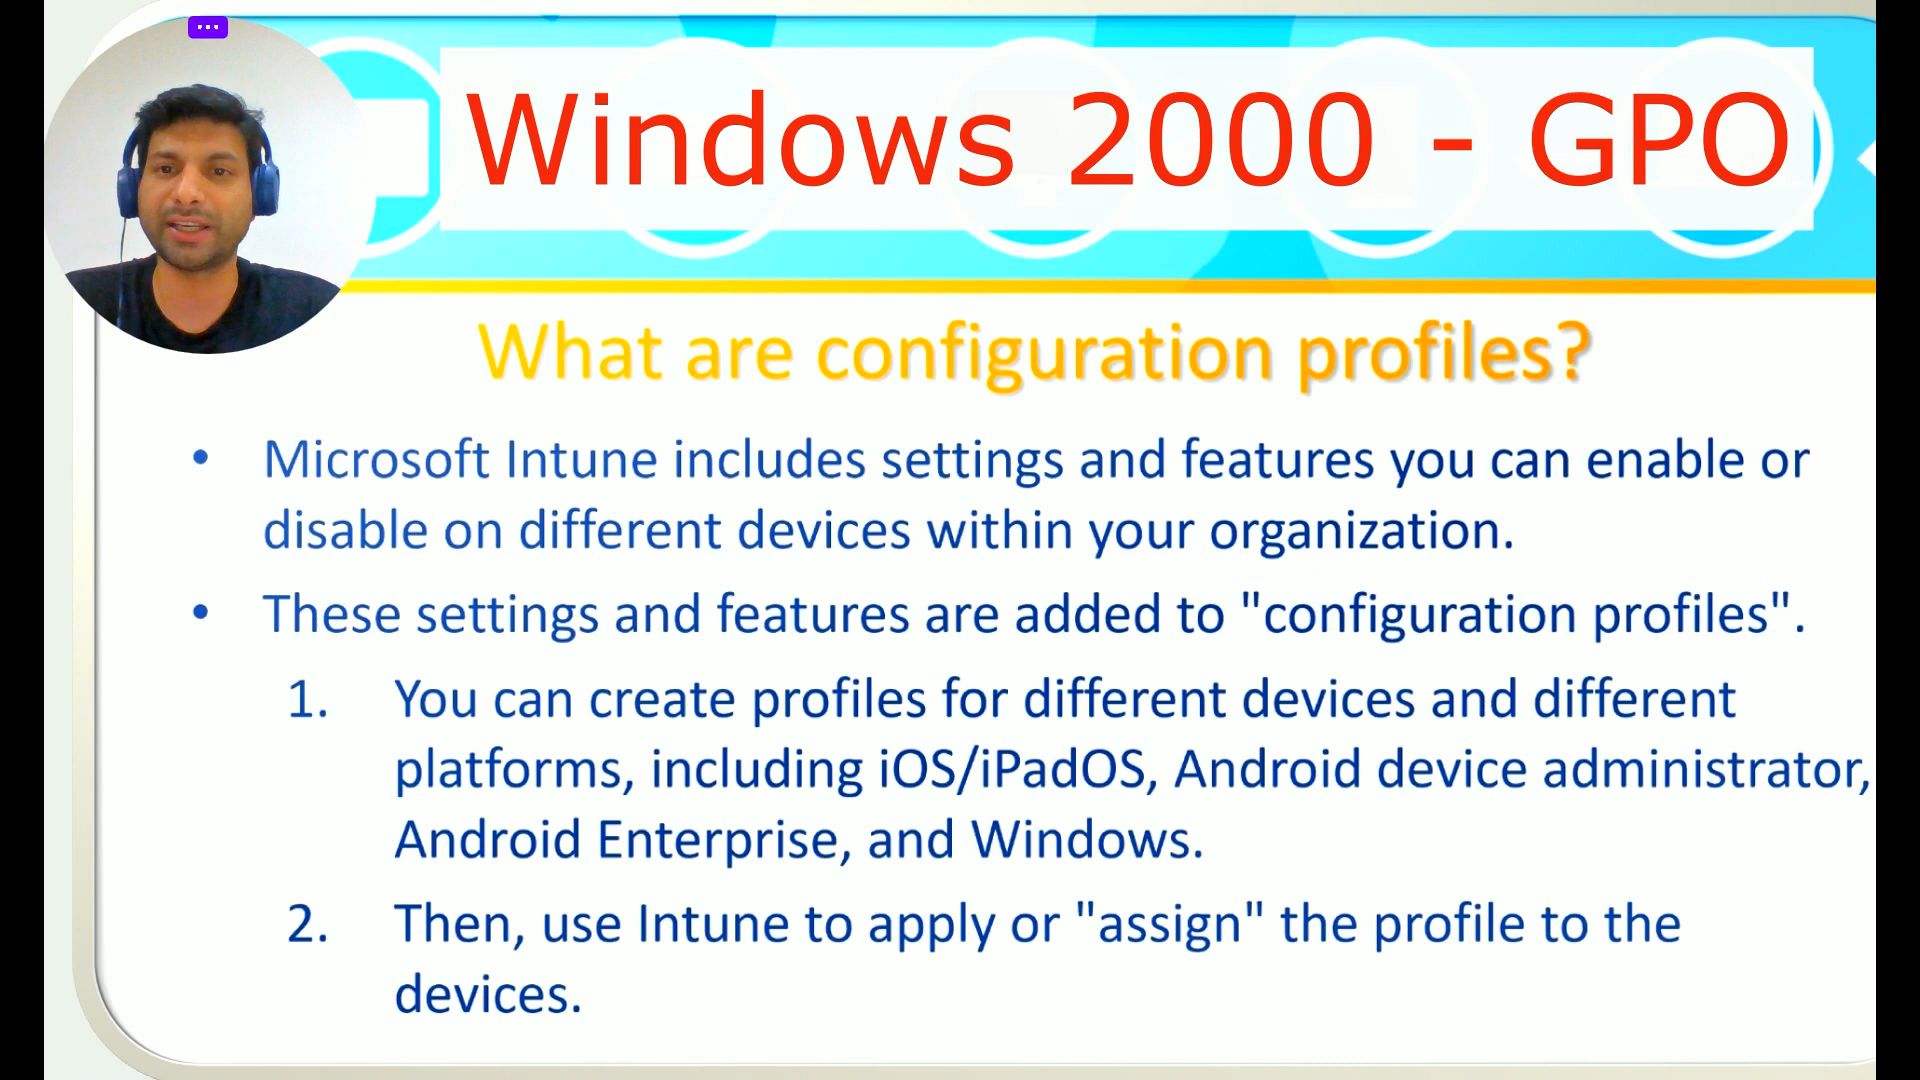 Windows 2000 - GPO
What are configuration profiles?
• Microsoft Intune includes settings and features you can enable or
disable on different devices within your organization.
• These settings and features are added to "configuration profiles".
1. You can create profiles for different devices and different
platforms, including iOS/iPadOS, Android device administrator,
Android Enterprise, and Windows.
2. Then, use Intune to apply or "assign" the profile to the
devices.